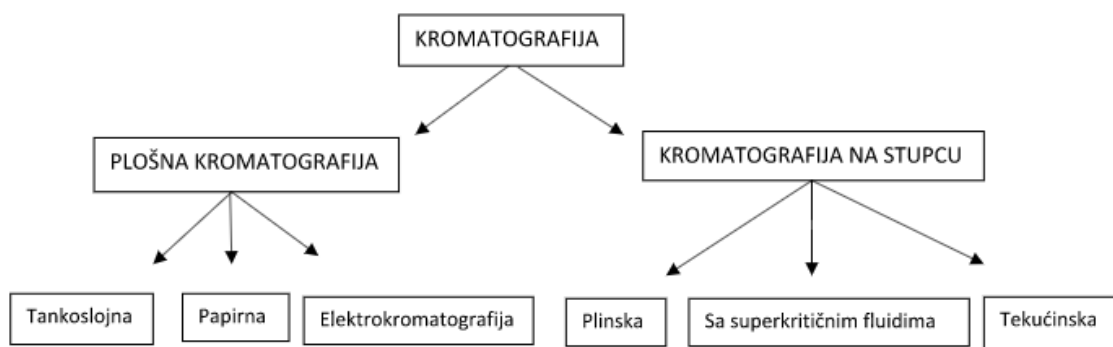 KROMATOGRAFIJA
PLOŠNA KROMATOGRAFIJA
KROMATOGRAFIJA NA STUPCU
Tankoslojna
Papirna
Elektrokromatografija
Plinska
Sa superkritičnim fluidima
Tekućinska